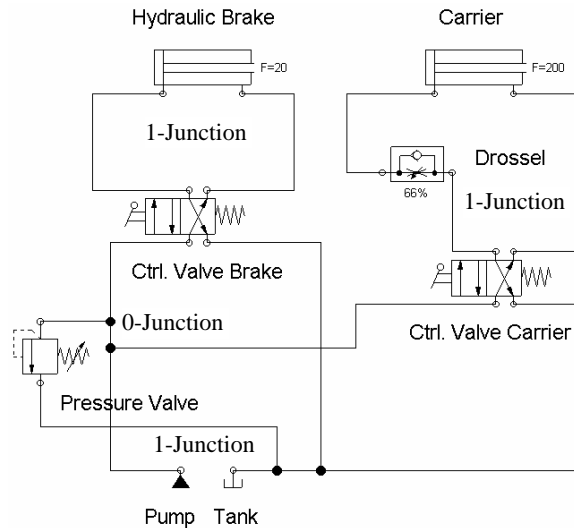 Hydraulic Brake
Carrier
F=20
F=200
1-Junction
Drossel
66%
1-Junction
Ctrl. Valve Brake
0-Junction
Ctrl. Valve Carrier
Pressure Valve
1-Junction
Pump
Tank